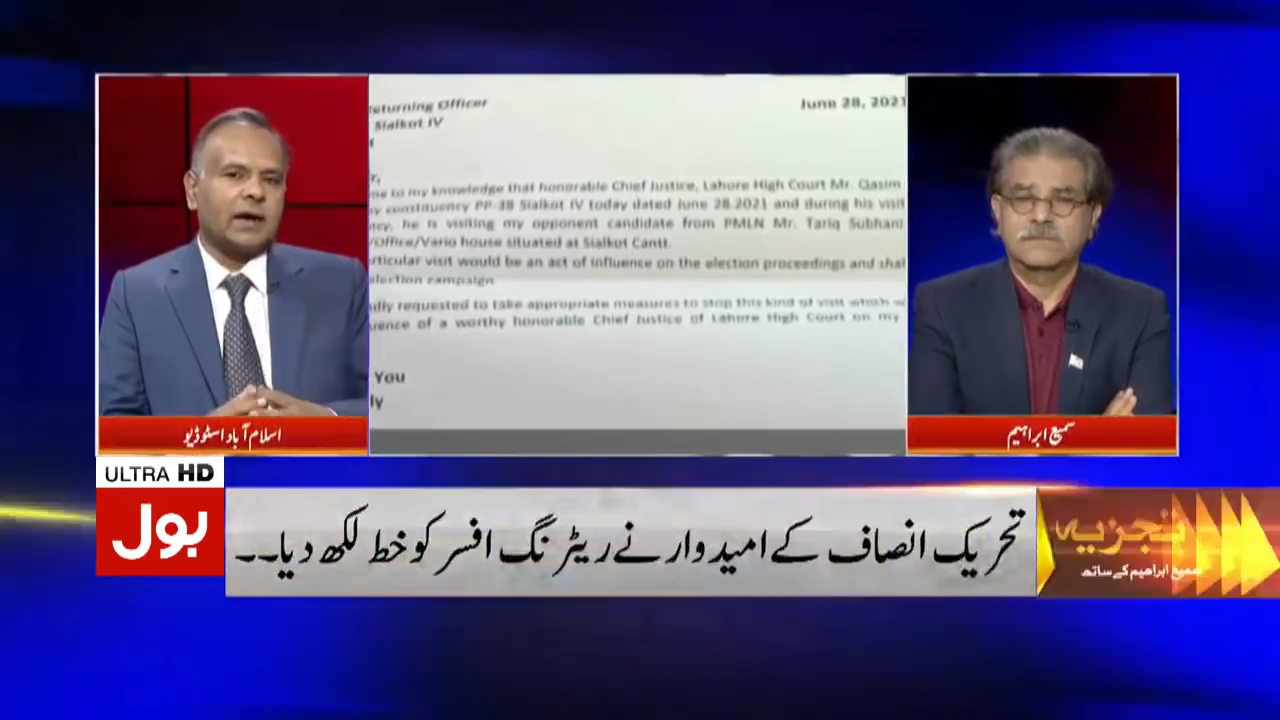 eturning Officer
June 28, 2021
Sialkot IV
me to my knowledge that honorable Chief Justice, Lahore High Court Mr. Qasim
constituency PP-38 Sialkot IV today dated June 28.2021 and during his visit
he is visiting my opponent candidate from PMLN Mr. Tariq Subhani
/Office/Vario house situated at Sialkot Cantt.
rticular visit would be an act of influence on the election proceedings and shal
lection campaign.
dly requested to take appropriate measures to stop this kind of visit which w
uence of a worthy honorable Chief Justice of Lahore High Court on my
You
ly
اسلام آباد اسٹوڈیو
سمیع ابراہیم
ULTRA HD
بول
تحریک انصاف کے امیدوار نے ریٹرنگ افسر کو خط لکھ دیا۔۔
تجزیہ
سمیع ابراہیم کے ساتھ